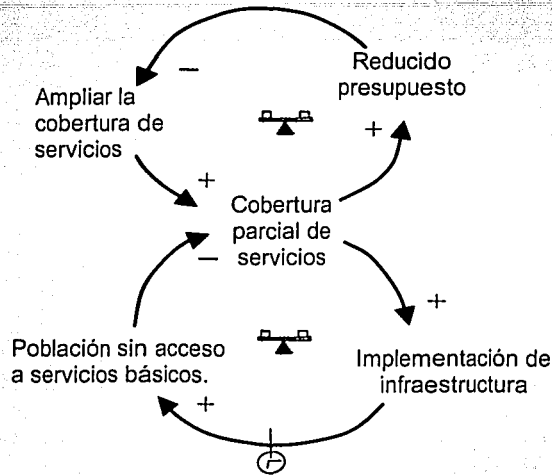 Reducido
presupuesto
−
Ampliar la
cobertura de
servicios
+
+
Cobertura
parcial de
servicios
−
+
Población sin acceso
a servicios básicos.
Implementación de
infraestructura
+
r